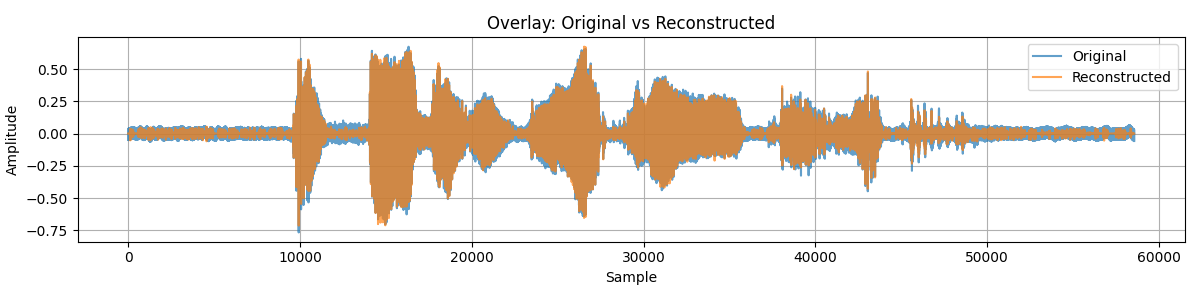 Overlay: Original vs Reconstructed
Original
Reconstructed
Amplitude
0.50
0.25
0.00
−0.25
−0.50
−0.75
0 10000 20000 30000 40000 50000 60000
Sample